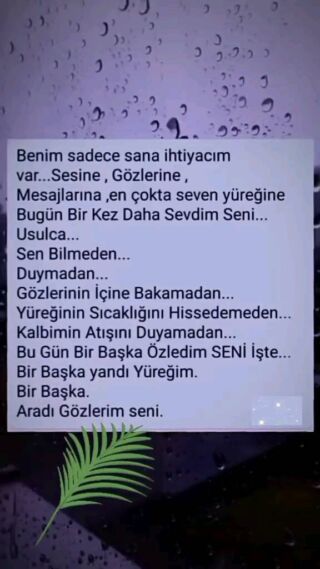 Benim sadece sana ihtiyacım
var...Sesine , Gözlerine ,
Mesajlarına ,en çokta seven yüreğine
Bugün Bir Kez Daha Sevdim Seni...
Usulca...
Sen Bilmeden...
Duymadan...
Gözlerinin İçine Bakamadan...
Yüreğinin Sıcaklığını Hissedemeden...
Kalbimin Atışını Duyamadan...
Bu Gün Bir Başka Özledim SENİ İşte...
Bir Başka yandı Yüreğim.
Bir Başka.
Aradı Gözlerim seni.